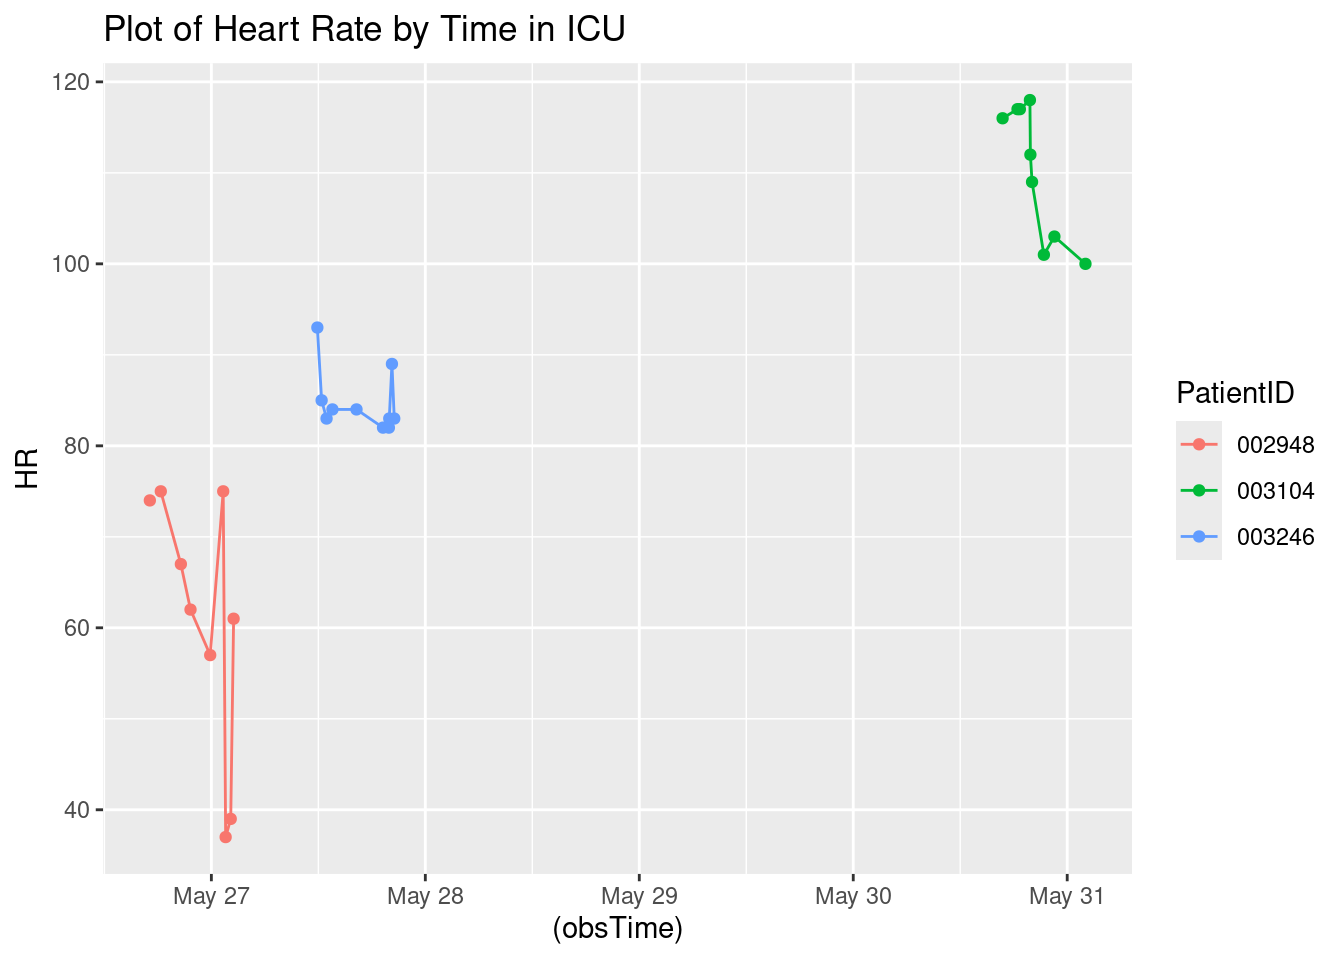 Plot of Heart Rate by Time in ICU
120
100
80
60
40
HR
May 27 May 28 May 29 May 30 May 31
(obsTime)
PatientID
002948
003104
003246